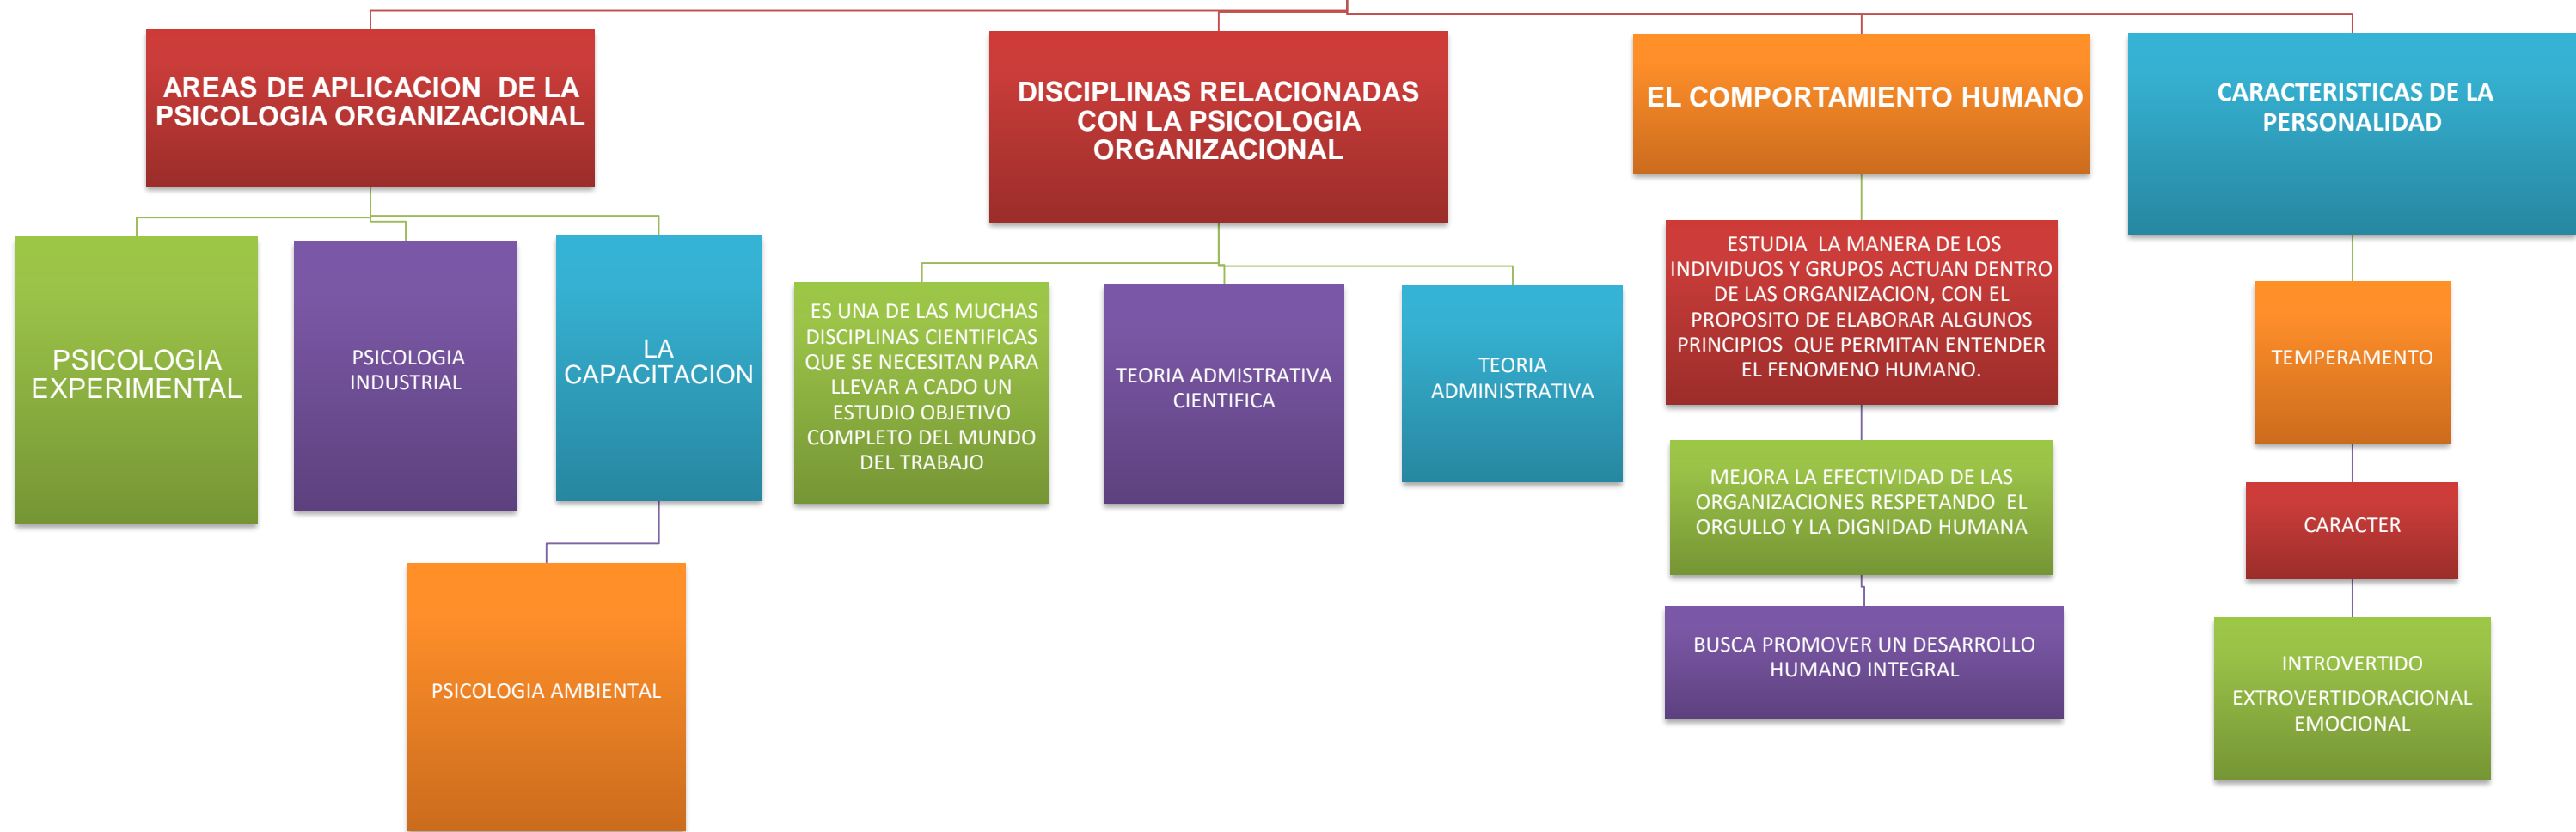 AREAS DE APLICACION DE LA
PSICOLOGIA ORGANIZACIONAL
PSICOLOGIA
EXPERIMENTAL
PSICOLOGIA
INDUSTRIAL
LA
CAPACITACION
PSICOLOGIA AMBIENTAL
DISCIPLINAS RELACIONADAS
CON LA PSICOLOGIA
ORGANIZACIONAL
ES UNA DE LAS MUCHAS
DISCIPLINAS CIENTIFICAS
QUE SE NECESITAN PARA
LLEVAR A CADO UN
ESTUDIO OBJETIVO
COMPLETO DEL MUNDO
DEL TRABAJO
TEORIA ADMISTRATIVA
CIENTIFICA
TEORIA
ADMINISTRATIVA
EL COMPORTAMIENTO HUMANO
ESTUDIA LA MANERA DE LOS
INDIVIDUOS Y GRUPOS ACTUAN DENTRO
DE LAS ORGANIZACION, CON EL
PROPOSITO DE ELABORAR ALGUNOS
PRINCIPIOS QUE PERMITAN ENTENDER
EL FENOMENO HUMANO.
MEJORA LA EFECTIVIDAD DE LAS
ORGANIZACIONES RESPETANDO EL
ORGULLO Y LA DIGNIDAD HUMANA
BUSCA PROMOVER UN DESARROLLO
HUMANO INTEGRAL
CARACTERISTICAS DE LA
PERSONALIDAD
TEMPERAMENTO
CARACTER
INTROVERTIDO
EXTROVERTIDORACIONAL
EMOCIONAL